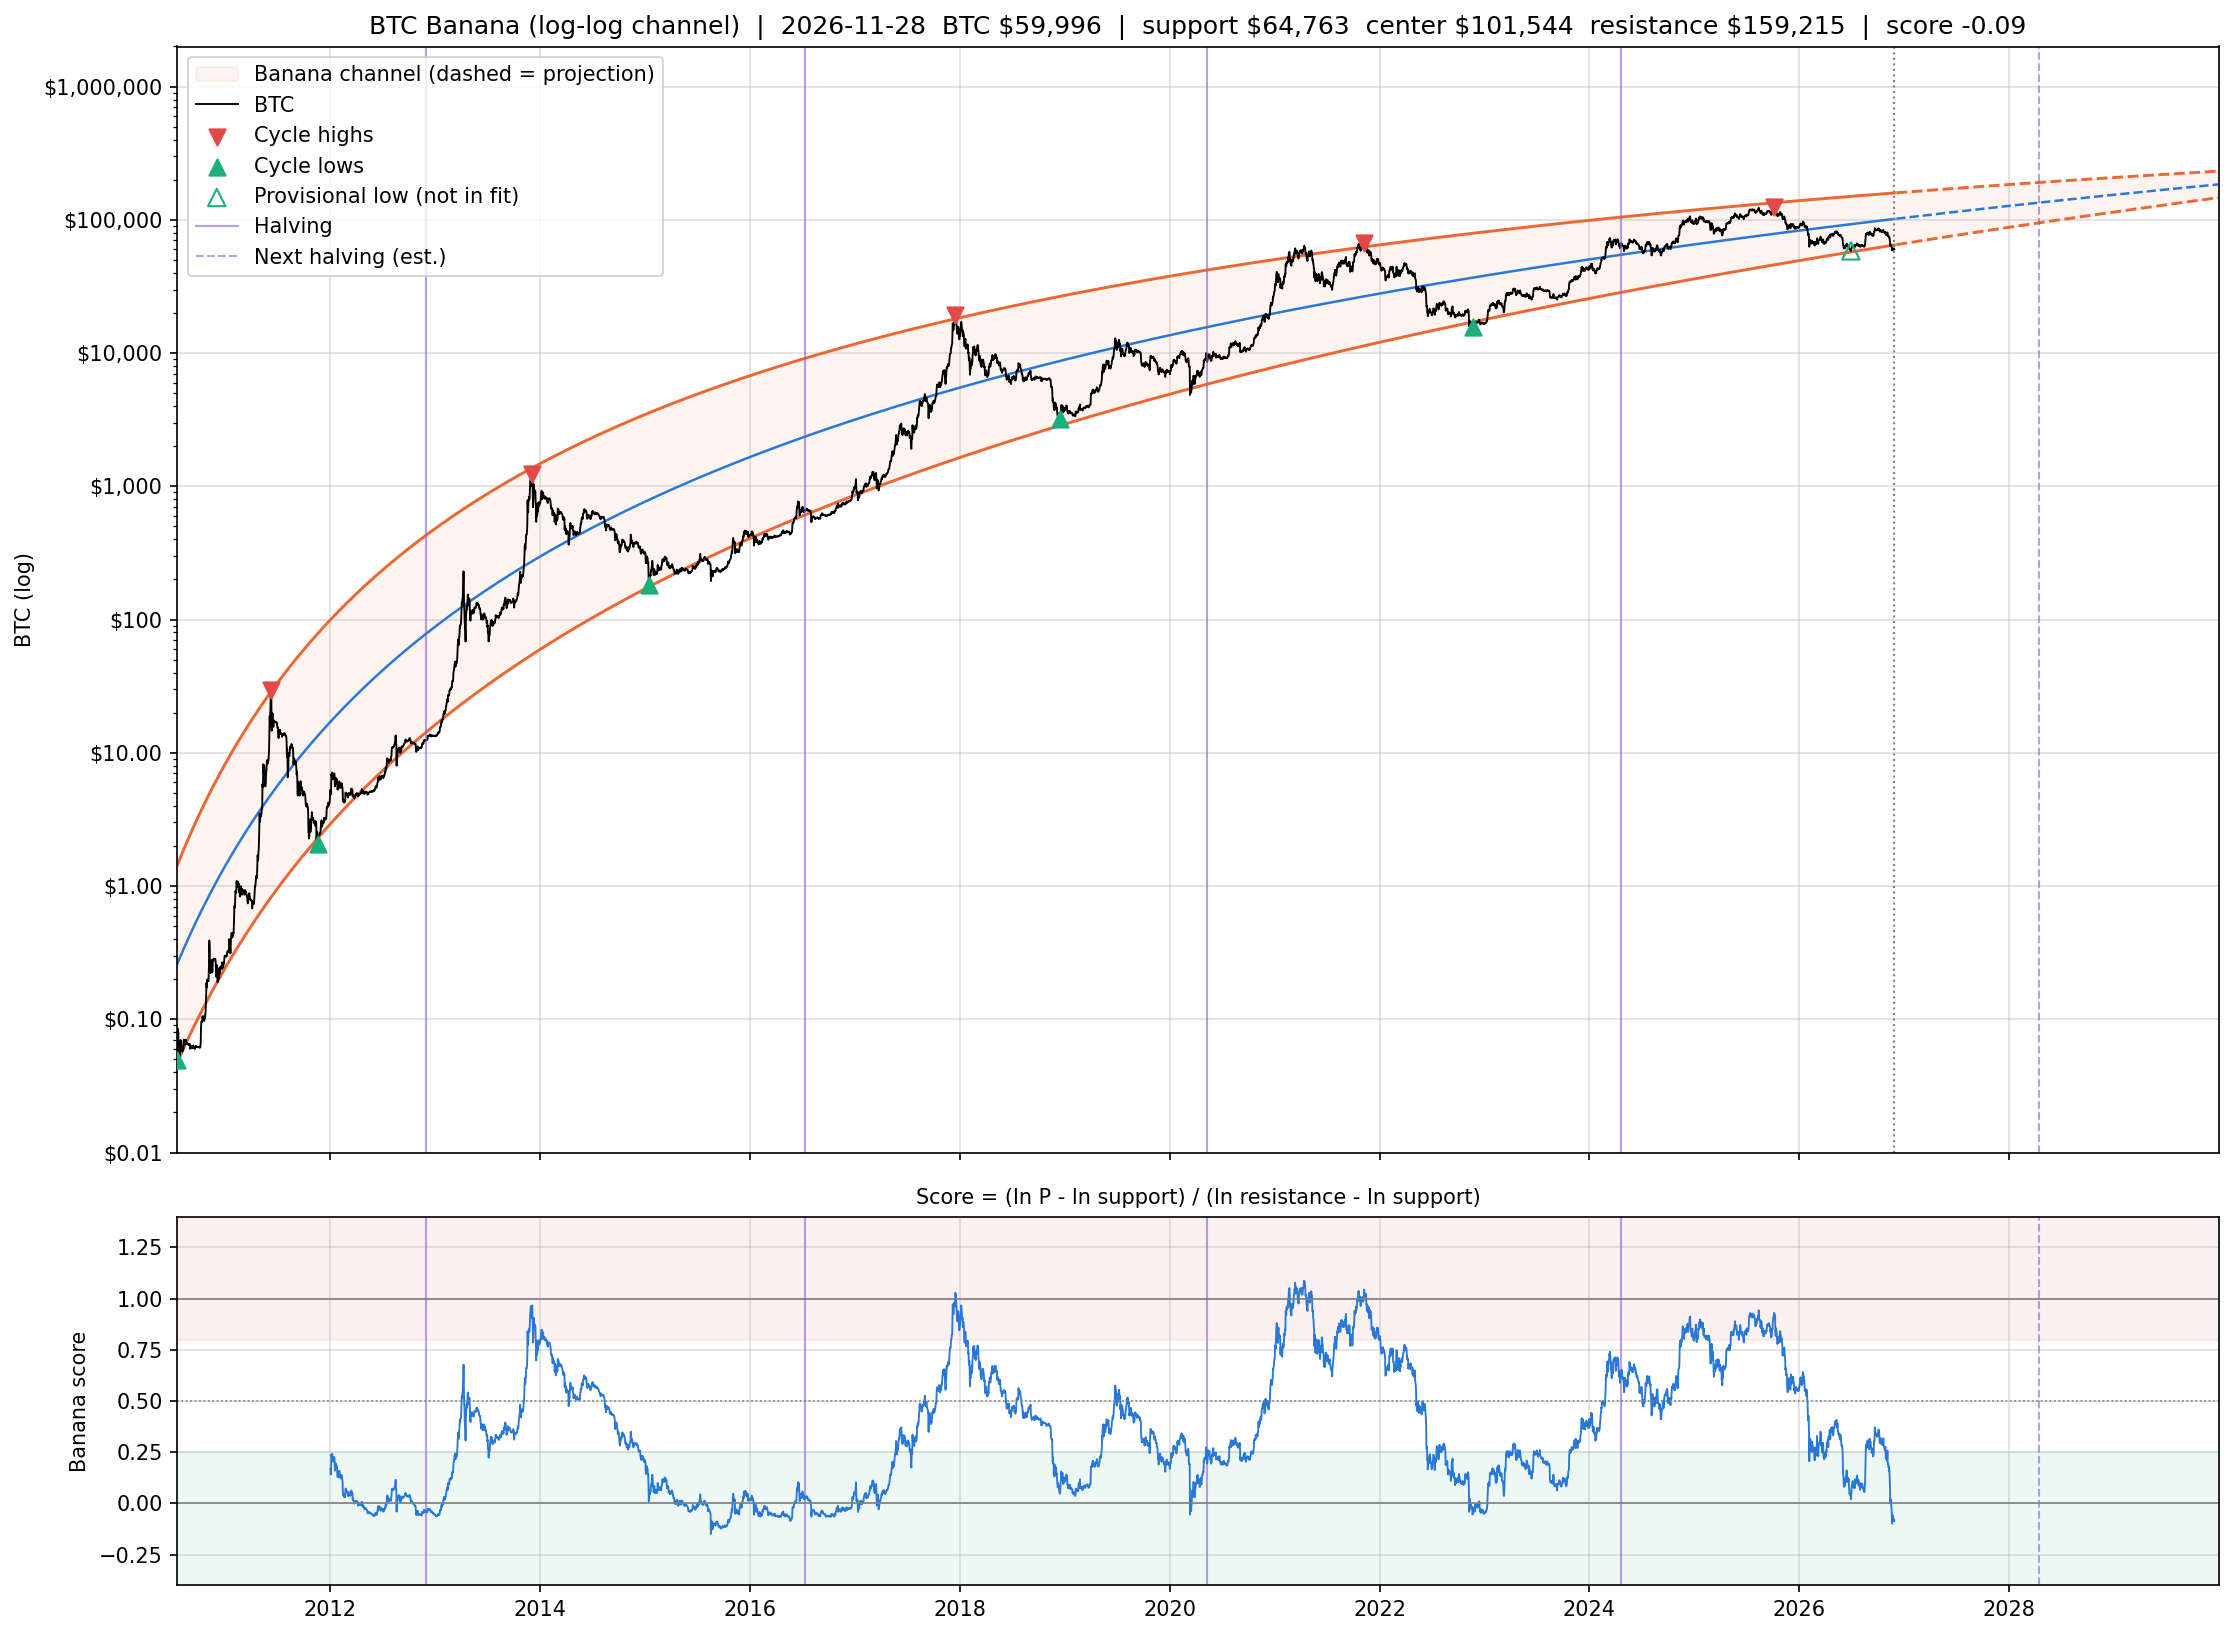 BTC Banana (log-log channel)  |  2026-11-28  BTC $59,996  |  support $64,763  center $101,544  resistance $159,215  |  score -0.09
Banana channel (dashed = projection)
BTC
Cycle highs
Cycle lows
Provisional low (not in fit)
Halving
Next halving (est.)
BTC (log)
$1,000,000
$100,000
$10,000
$1,000
$100
$10.00
$1.00
$0.10
$0.01
Score = (ln P - ln support) / (ln resistance - ln support)
Banana score
1.25
1.00
0.75
0.50
0.25
0.00
−0.25
2012
2014
2016
2018
2020
2022
2024
2026
2028